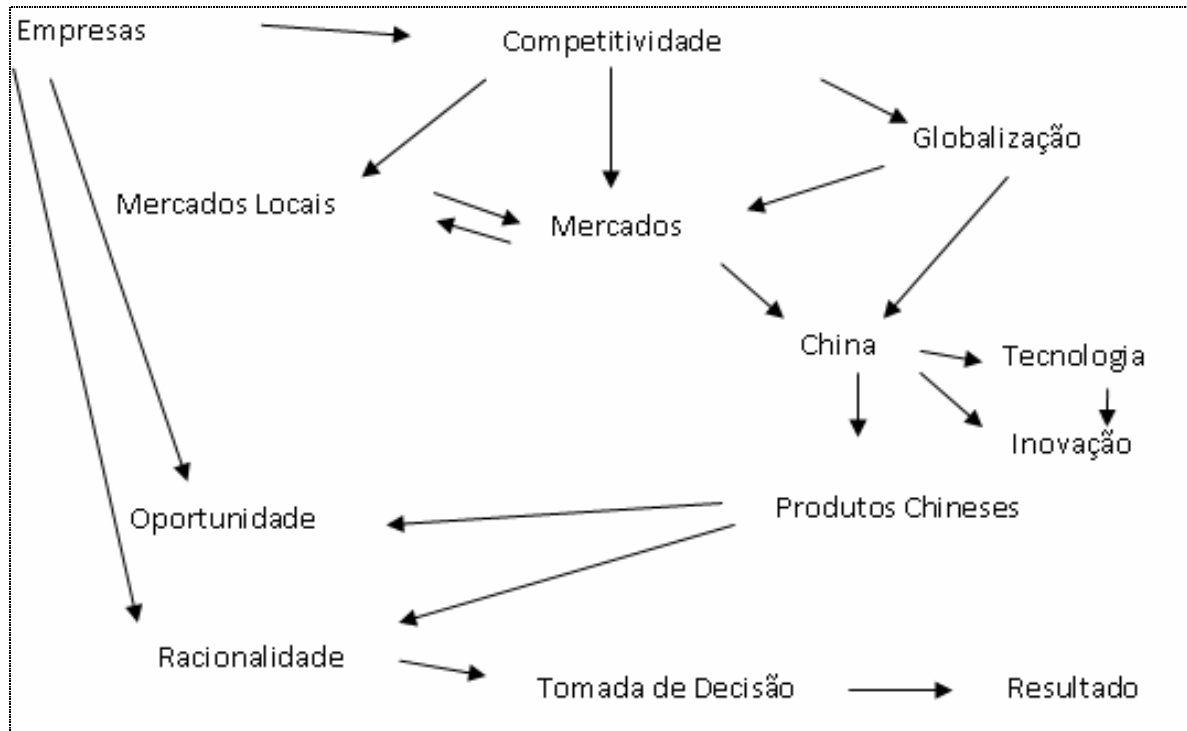 Empresas
Competitividade
Globalização
Mercados Locais
Mercados
China
Tecnologia
Inovação
Produtos Chineses
Oportunidade
Racionalidade
Tomada de Decisão
Resultado